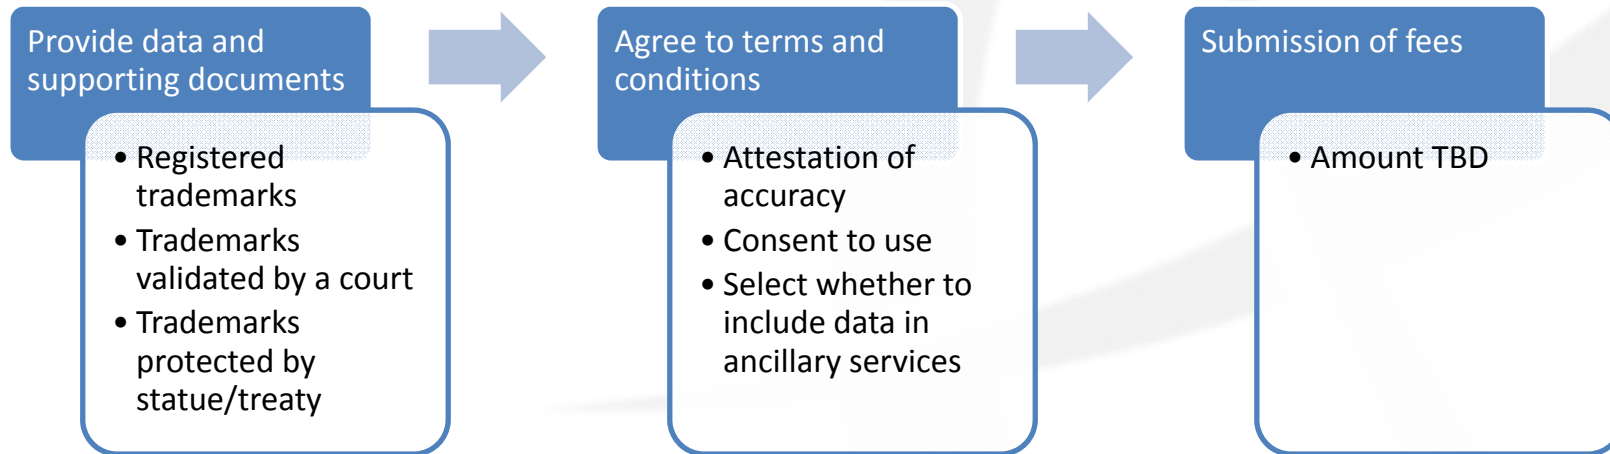 Provide data and
supporting documents
• Registered
trademarks
• Trademarks
validated by a court
• Trademarks
protected by
statue/treaty
Agree to terms and
conditions
• Attestation of
accuracy
• Consent to use
• Select whether to
include data in
ancillary services
Submission of fees
• Amount TBD